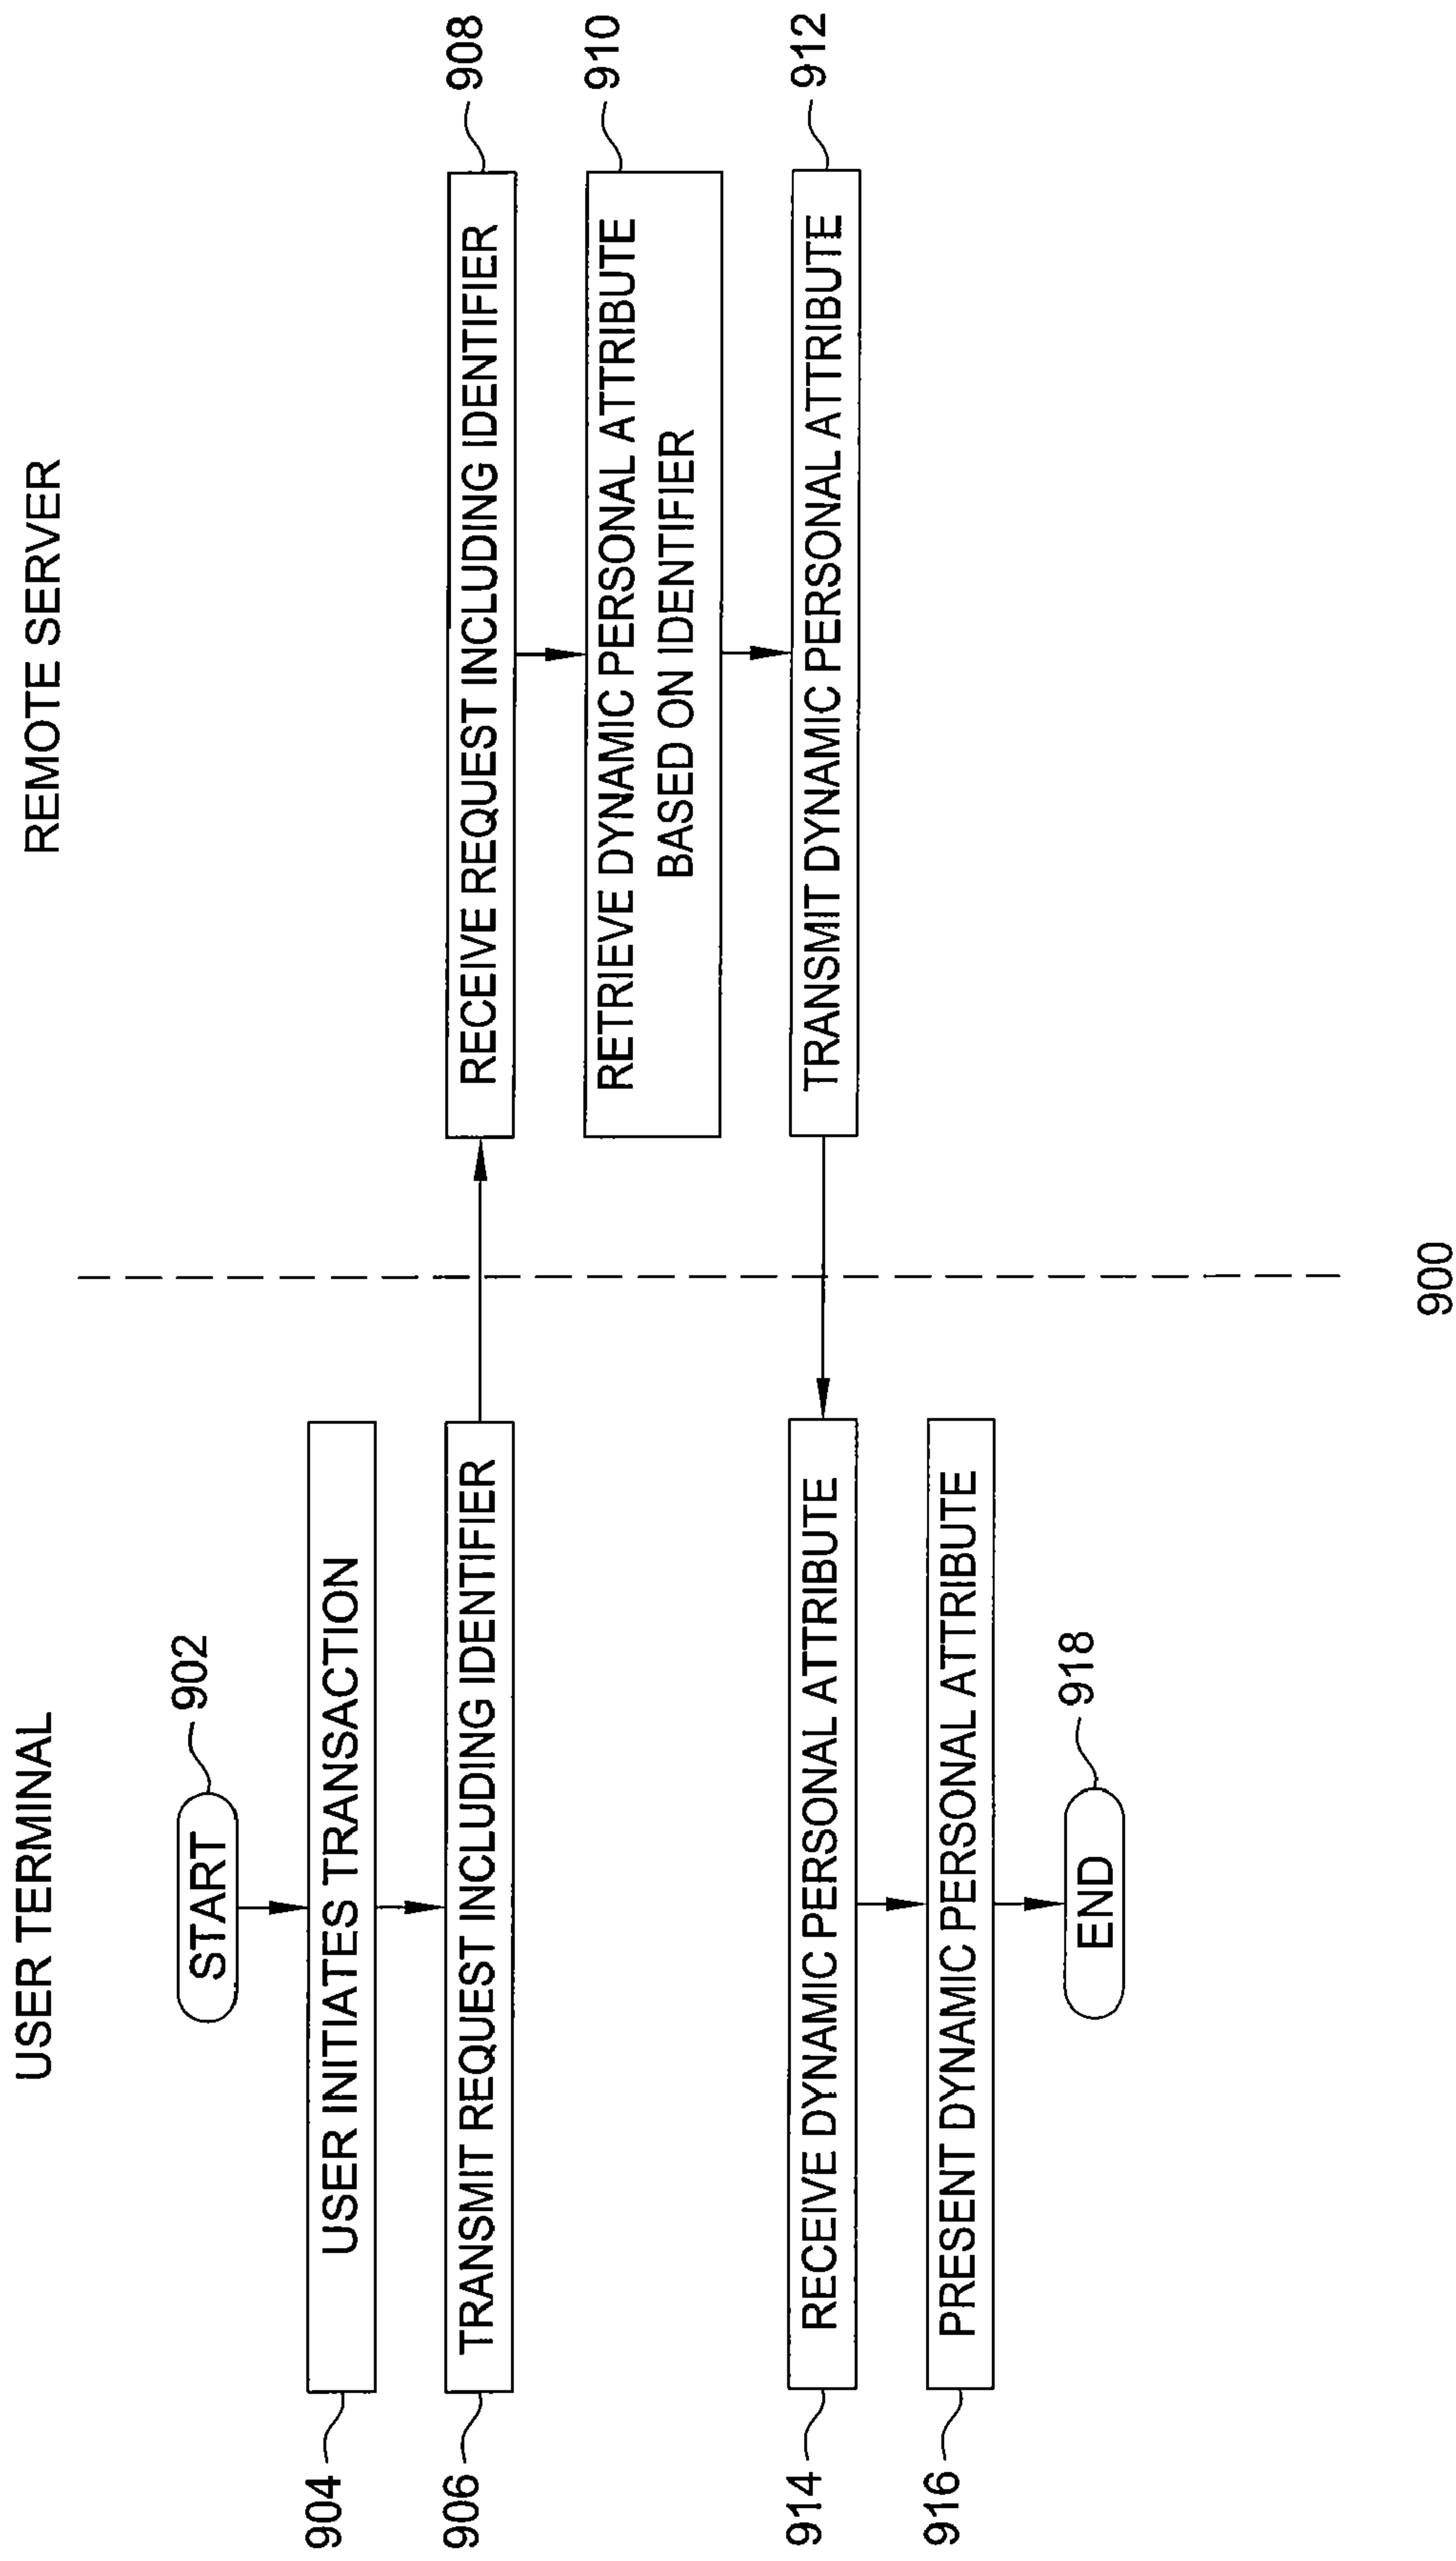 USER TERMINAL
REMOTE SERVER
START
902
904
USER INITIATES TRANSACTION
906
TRANSMIT REQUEST INCLUDING IDENTIFIER
RECEIVE REQUEST INCLUDING IDENTIFIER
908
RETRIEVE DYNAMIC PERSONAL ATTRIBUTE
BASED ON IDENTIFIER
910
914
RECEIVE DYNAMIC PERSONAL ATTRIBUTE
TRANSMIT DYNAMIC PERSONAL ATTRIBUTE
912
916
PRESENT DYNAMIC PERSONAL ATTRIBUTE
END
918
900